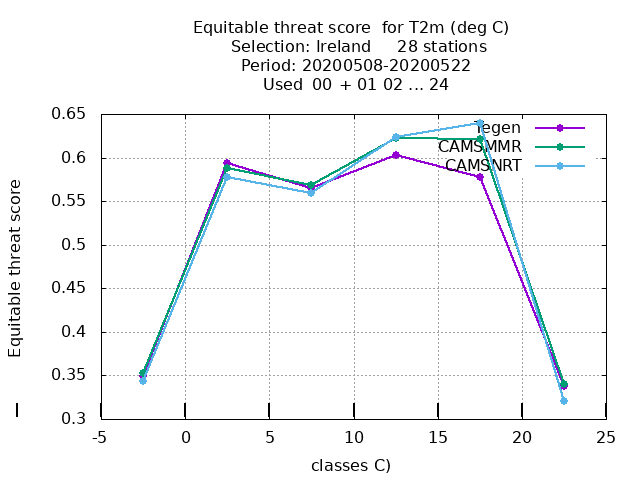 Equitable threat score for T2m (deg C)
Selection: Ireland 28 stations
Period: 20200508-20200522
Used 00 + 01 02 ... 24
Equitable threat score
0.65
0.6
0.55
0.5
0.45
0.4
0.35
0.3
Tegen
CAMSMMR
CAMSNRT
-5 0 5 10 15 20 25
classes C)